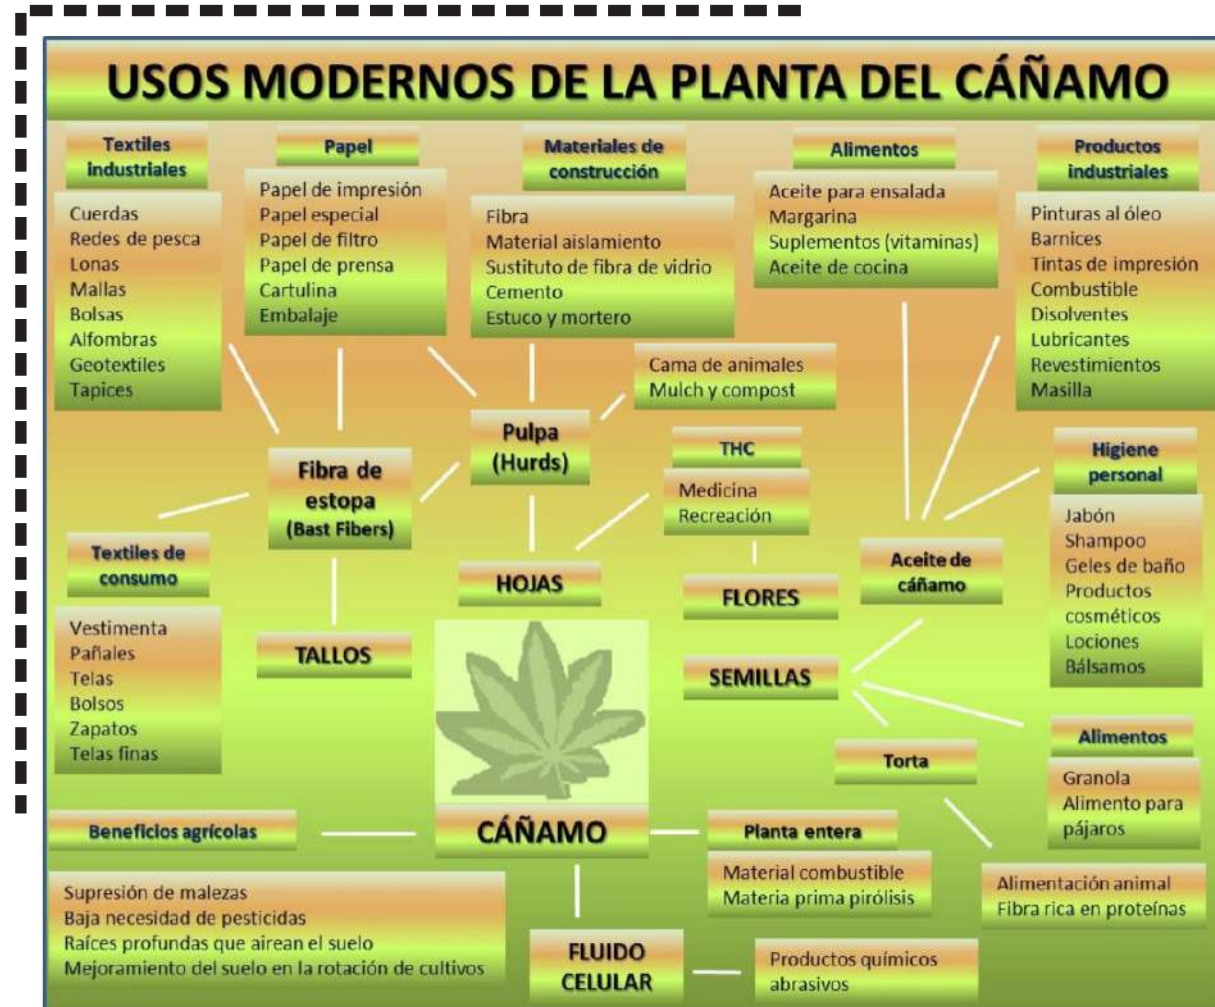 USOS MODERNOS DE LA PLANTA DEL CÁÑAMO
Textiles
industriales
Cuerdas
Redes de pesca
Lonas
Mallas
Bolsas
Alfombras
Geotextiles
Tapices
Papel
Papel de impresión
Papel especial
Papel de filtro
Papel de prensa
Cartulina
Embalaje
Materiales de
construcción
Fibra
Material aislamiento
Sustituto de fibra de vidrio
Cemento
Estuco y mortero
Alimentos
Aceite para ensalada
Margarina
Suplementos (vitaminas)
Aceite de cocina
Productos
industriales
Pinturas al óleo
Barnices
Tintas de impresión
Combustible
Disolventes
Lubricantes
Revestimientos
Masilla
Cama de animales
Mulch y compost
Pulpa
(Hurds)
Fibra de
estopa
(Bast Fibers)
THC
Medicina
Recreación
Higiene
personal
Jabón
Shampoo
Geles de baño
Productos
cosméticos
Lociones
Bálsamos
Textiles de
consumo
Vestimenta
Pañales
Telas
Bolsos
Zapatos
Telas finas
HOJAS
FLORES
Aceite de
cáñamo
TALLOS
SEMILLAS
Torta
Alimentos
Granola
Alimento para
pájaros
Beneficios agrícolas
Supresión de malezas
Baja necesidad de pesticidas
Raíces profundas que airean el suelo
Mejoramiento del suelo en la rotación de cultivos
CÁÑAMO
Planta entera
Material combustible
Materia prima pirólisis
Alimentación animal
Fibra rica en proteínas
FLUIDO
CELULAR
Productos químicos
abrasivos